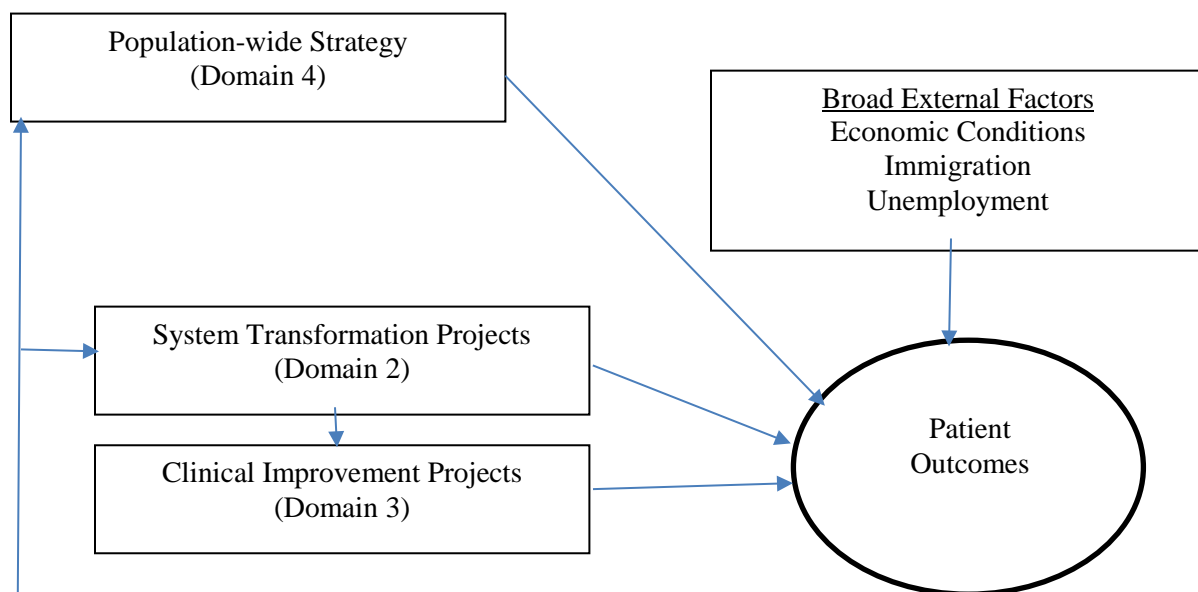 Population-wide Strategy
(Domain 4)
Broad External Factors
Economic Conditions
Immigration
Unemployment
System Transformation Projects
(Domain 2)
Clinical Improvement Projects
(Domain 3)
Patient
Outcomes